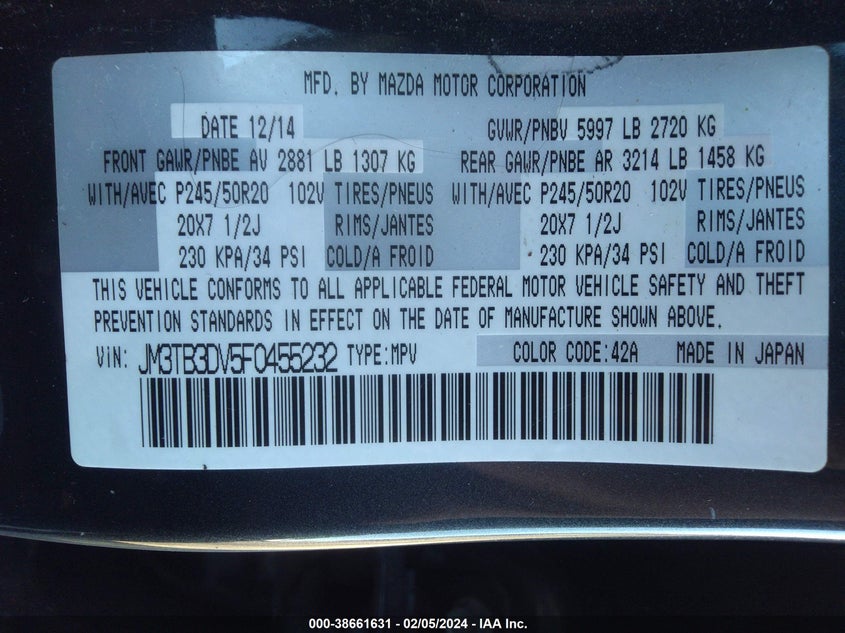 MFD. BY MAZDA MOTOR CORPORATION
DATE 12/14 GVWR/PNBV 5997 LB 2720 KG
FRONT GAWR/PNBE AV 2881 LB 1307 KG REAR GAWR/PNBE AR 3214 LB 1458 KG
WITH/AVEC P245/50R20 102V TIRES/PNEUS WITH/AVEC P245/50R20 102V TIRES/PNEUS
20X7 1/2J RIMS/JANTES 20X7 1/2J RIMS/JANTES
230 KPA/34 PSI COLD/A FROID 230 KPA/34 PSI COLD/A FROID
THIS VEHICLE CONFORMS TO ALL APPLICABLE FEDERAL MOTOR VEHICLE SAFETY AND THEFT
PREVENTION STANDARDS IN EFFECT ON THE DATE OF MANUFACTURE SHOWN ABOVE.
VIN: JM3TB3DV5F0455232 TYPE:MPV COLOR CODE:42A MADE IN JAPAN
000-38661631 - 02/05/2024 - IAA Inc.